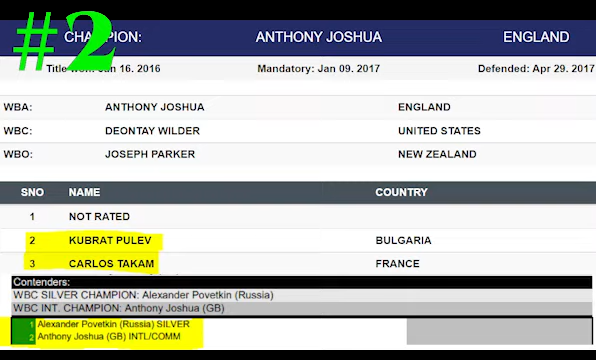 #2
CHAMPION: ANTHONY JOSHUA ENGLAND
Title won: Jan 16. 2016 Mandatory: Jan 09. 2017 Defended: Apr 29. 2017
WBA: ANTHONY JOSHUA ENGLAND
WBC: DEONTAY WILDER UNITED STATES
WBO: JOSEPH PARKER NEW ZEALAND
SNO NAME COUNTRY
1 NOT RATED
2 KUBRAT PULEV BULGARIA
3 CARLOS TAKAM FRANCE
Contenders:
WBC SILVER CHAMPION: Alexander Povetkin (Russia)
WBC INT. CHAMPION: Anthony Joshua (GB)
1 Alexander Povetkin (Russia) SILVER
2 Anthony Joshua (GB) INTL/COMM